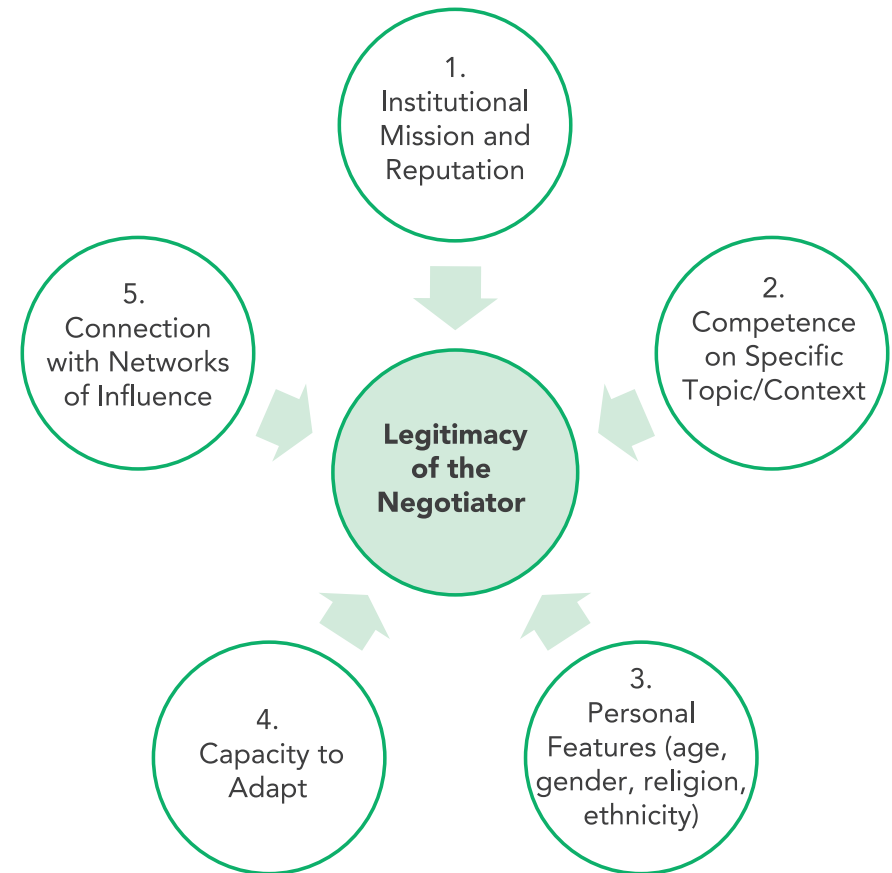 1.
Institutional
Mission and
Reputation
2.
Competence
on Specific
Topic/Context
3.
Personal
Features (age,
gender, religion,
ethnicity)
4.
Capacity to
Adapt
5.
Connection
with Networks
of Influence
Legitimacy
of the
Negotiator